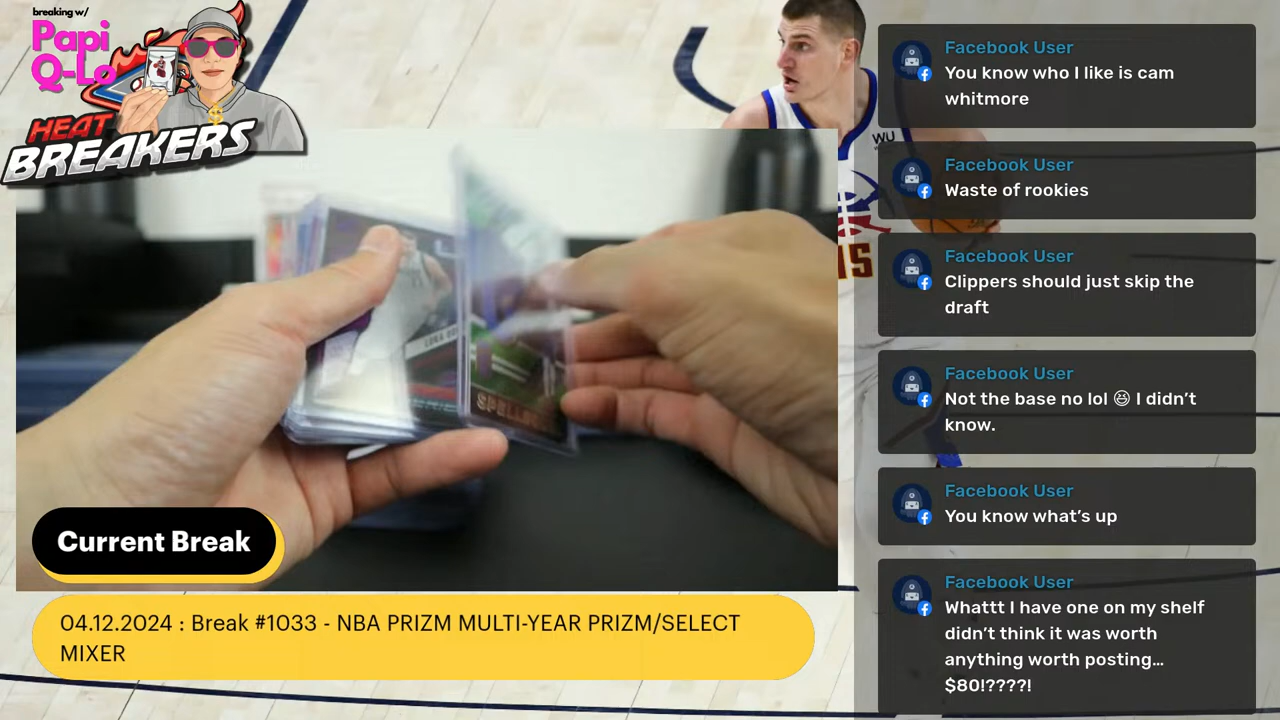 breaking w/
Papi
Q-Lo
HEAT
BREAKERS
WU
15
Current Break
04.12.2024 : Break #1033 - NBA PRIZM MULTI-YEAR PRIZM/SELECT
MIXER
Facebook User
You know who I like is cam
whitmore
Facebook User
Waste of rookies
Facebook User
Clippers should just skip the
draft
Facebook User
Not the base no lol 😆 I didn't
know.
Facebook User
You know what's up
Facebook User
Whattt I have one on my shelf
didn't think it was worth
anything worth posting...
$80!????!